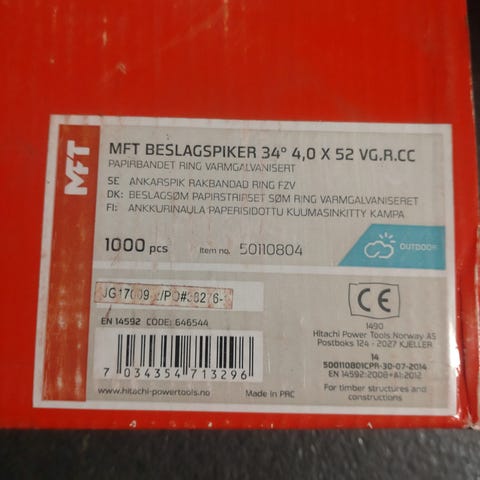 MFT
MFT BESLAGSPIKER 34° 4,0 X 52 VG.R.CC
PAPIRBANDET RING VARMGALVANISERT
SE ANKARSPIK RAKBANDAD RING FZV
DK: BESLAGSØM PAPIRSTRIPSET SØM RING VARMGALVANISERET
FI: ANKKURINAULA PAPERISIDOTTU KUUMASINKITTY KAMPA
1000 pcs Item no. 50110804
OUTDOOR
EN 14592 CODE: 646544
7 034354 713296
www.hitachi-powertools.no Made in PRC
CE
1490
Hitachi Power Tools Norway AS
Postboks 124 - 2027 KJELLER
14
500110801CPR-30-07-2014
EN 14592:2008+A1:2012
For timber structures and
constructions